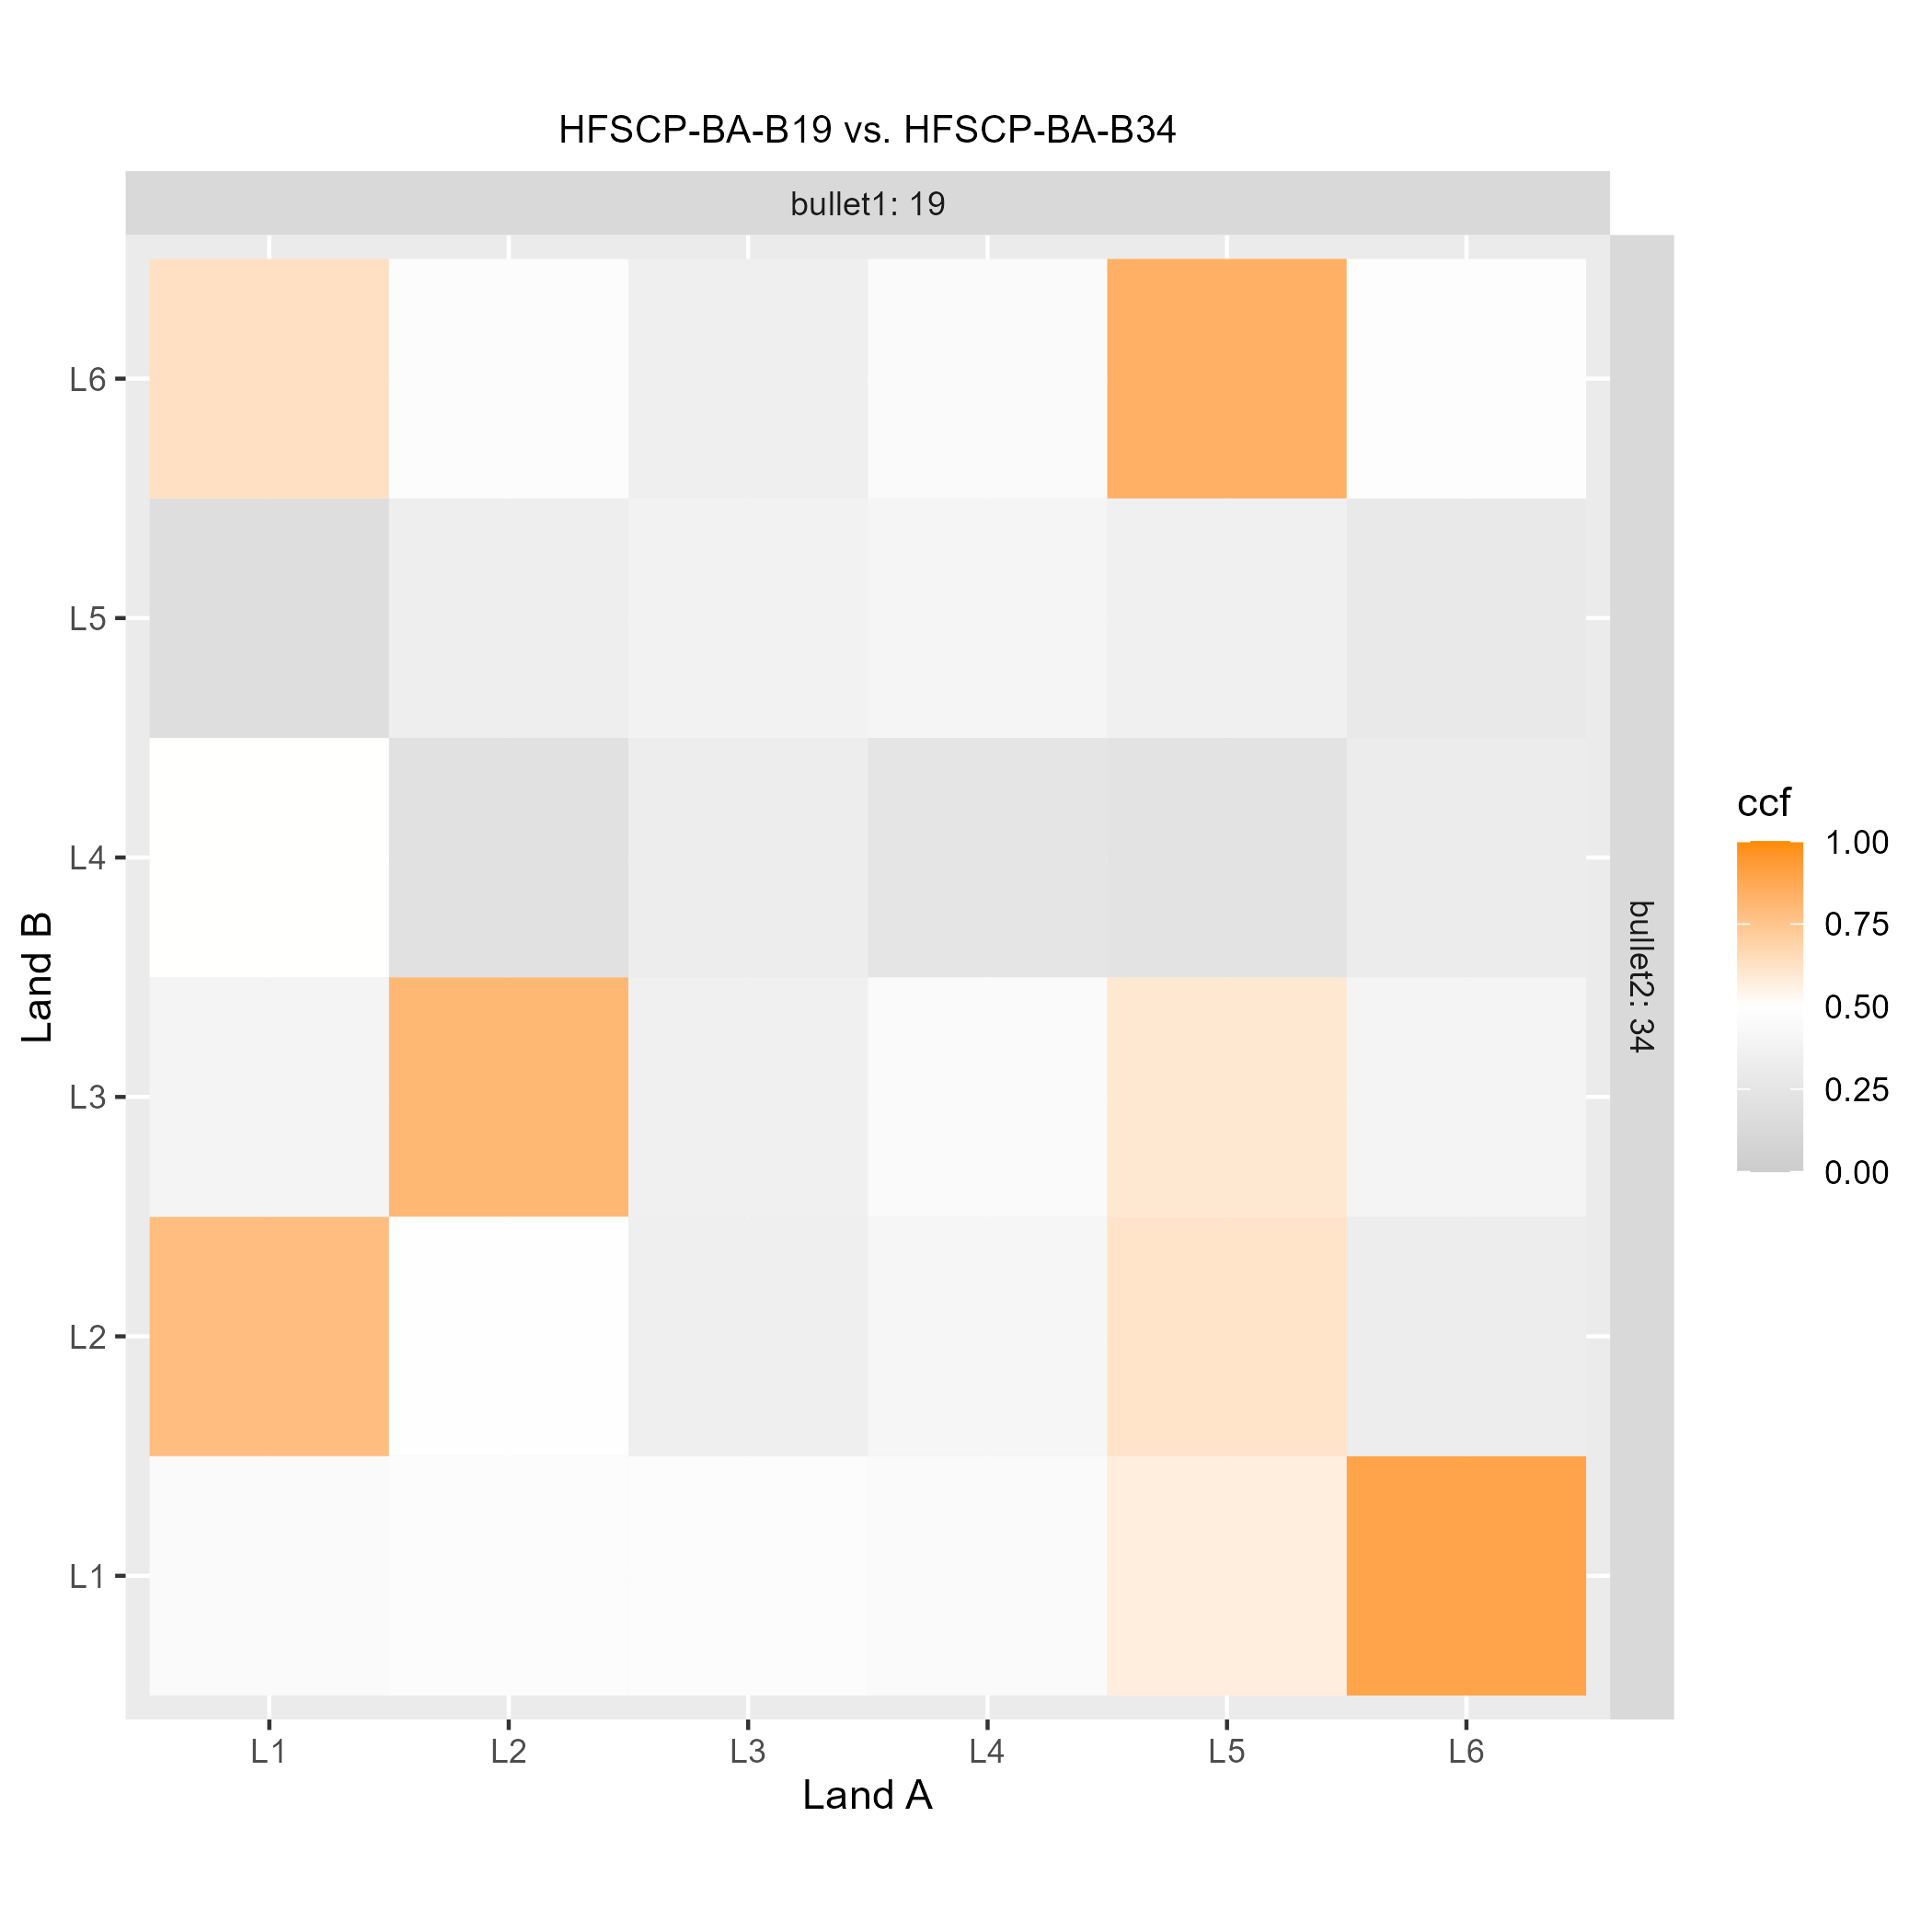 HFSCP-BA-B19 vs. HFSCP-BA-B34
bullet1: 19
L6
L5
L4
L3
L2
L1
Land B
bullet2: 34
L1 L2 L3 L4 L5 L6
Land A
ccf
1.00
0.75
0.50
0.25
0.00